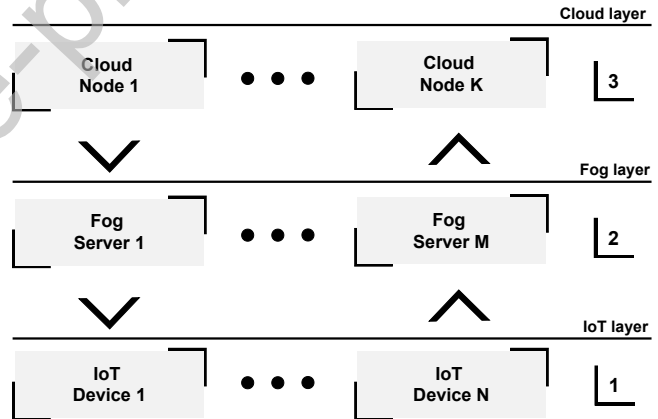 Cloud layer
Cloud
Node 1
Cloud
Node K
3
Fog layer
Fog
Server 1
Fog
Server M
2
IoT layer
IoT
Device 1
IoT
Device N
1